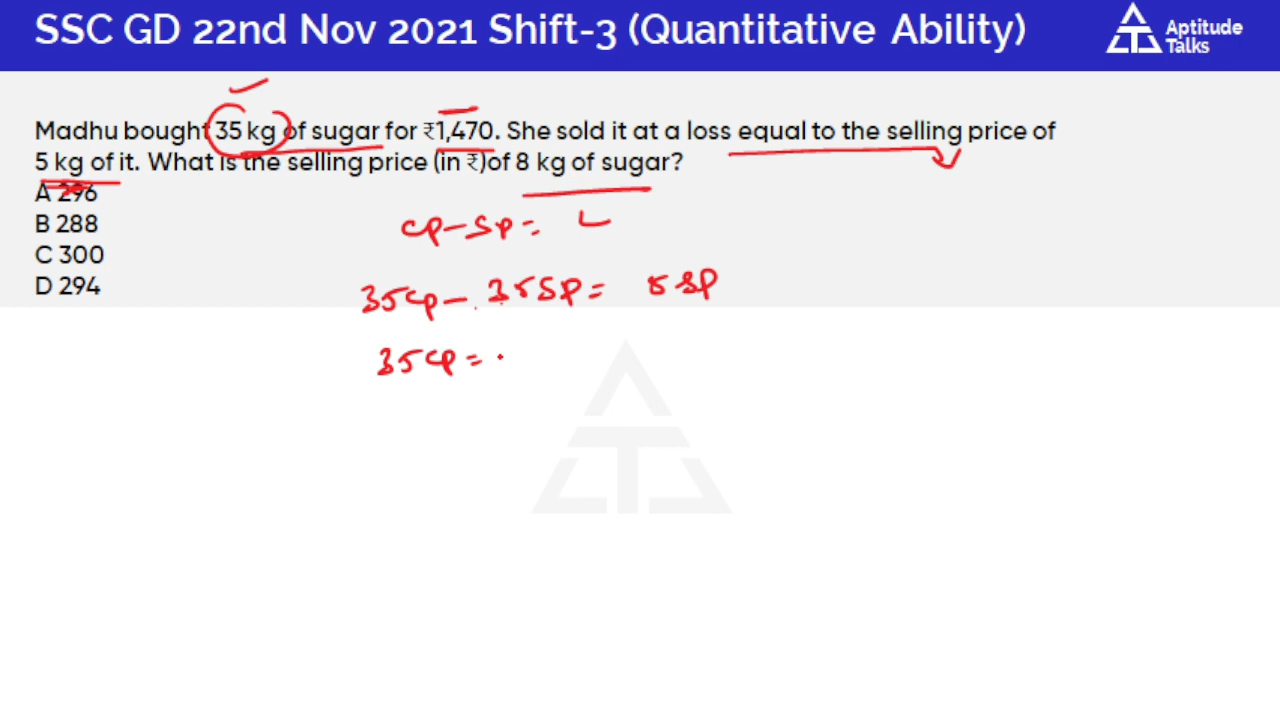 SSC GD 22nd Nov 2021 Shift-3 (Quantitative Ability)
Aptitude
Talks
Madhu bought 35 kg of sugar for ₹1,470. She sold it at a loss equal to the selling price of
5 kg of it. What is the selling price (in ₹)of 8 kg of sugar?
A 296
B 288
C 300
D 294
CP-SP= L
35CP- 35SP= 5SP
35CP=